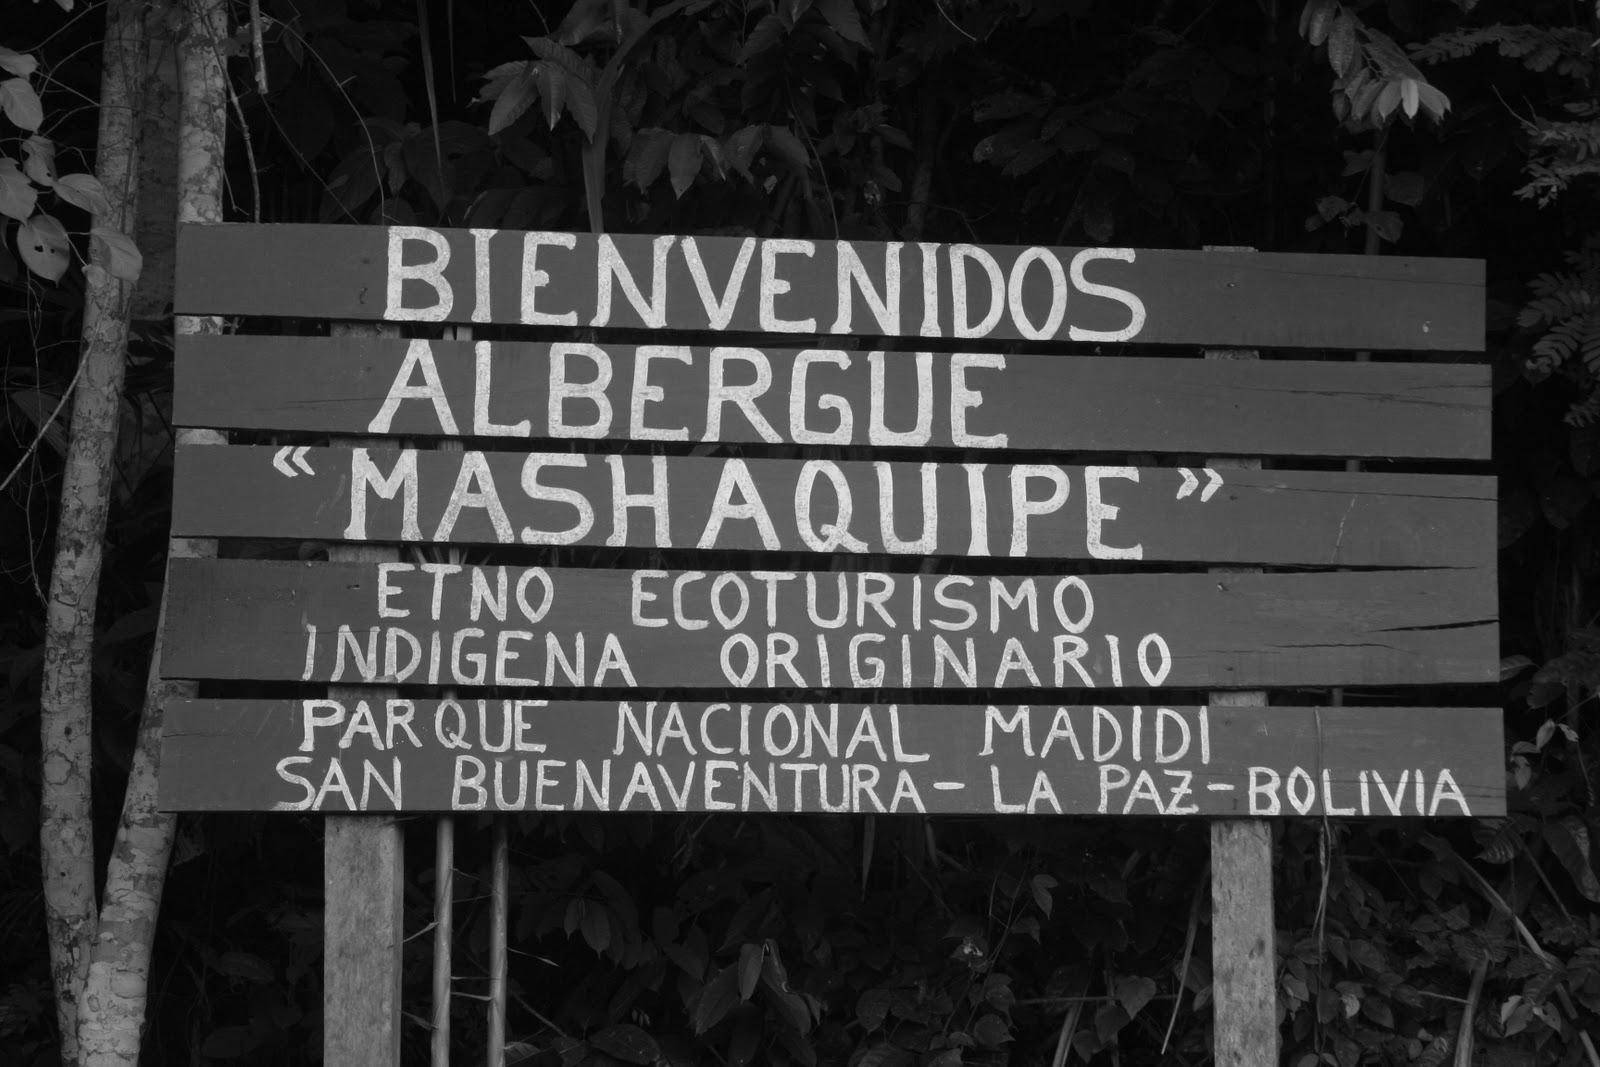 BIENVENIDOS
ALBERGUE
“MASHAQUIPE”
ETNO ECOTURISMO
INDIGENA ORIGINARIO
PARQUE NACIONAL MADIDI
SAN BUENAVENTURA-LA PAZ-BOLIVIA